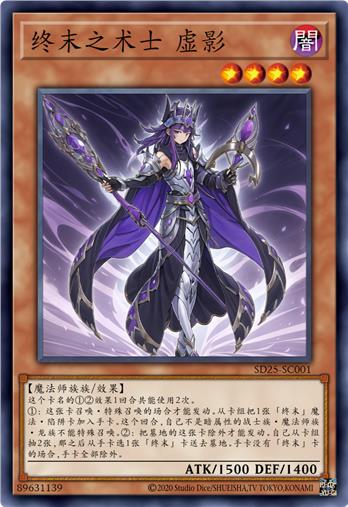 终末之术士 虚影
闇
SD25-SC001
【魔法师族族/效果】
这个卡名的①②效果1回合共能使用2次。
①：这张卡召唤·特殊召唤的场合才能发动。从卡组把1张「终末」魔
法·陷阱卡加入手卡。这个回合，自己不是暗属性的战士族·魔法师
族·龙族不能特殊召唤。②：把墓地的这张卡除外才能发动。自己从卡组
抽2张，那之后从手卡选1张「终末」卡送去墓地。手卡没有「终末」卡
的场合，手卡全部除外。
ATK/1500 DEF/1400
89631139
©2020 Studio Dice/SHUEISHA,TV TOKYO,KONAMI